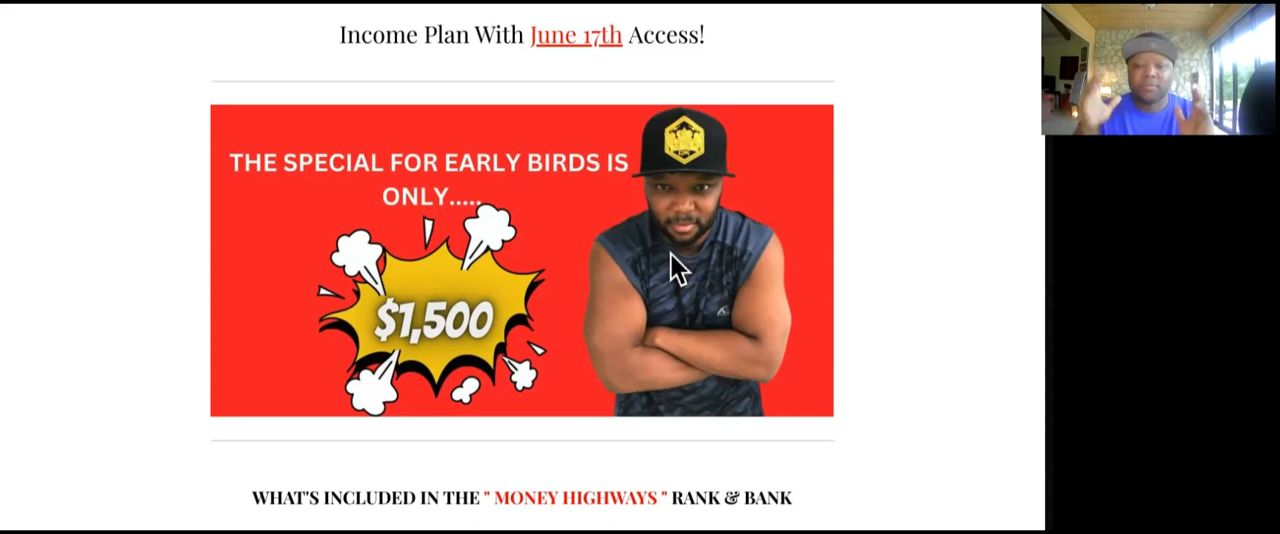 Income Plan With June 17th Access!
THE SPECIAL FOR EARLY BIRDS IS
ONLY.....
$1,500
WHAT'S INCLUDED IN THE " MONEY HIGHWAYS " RANK & BANK